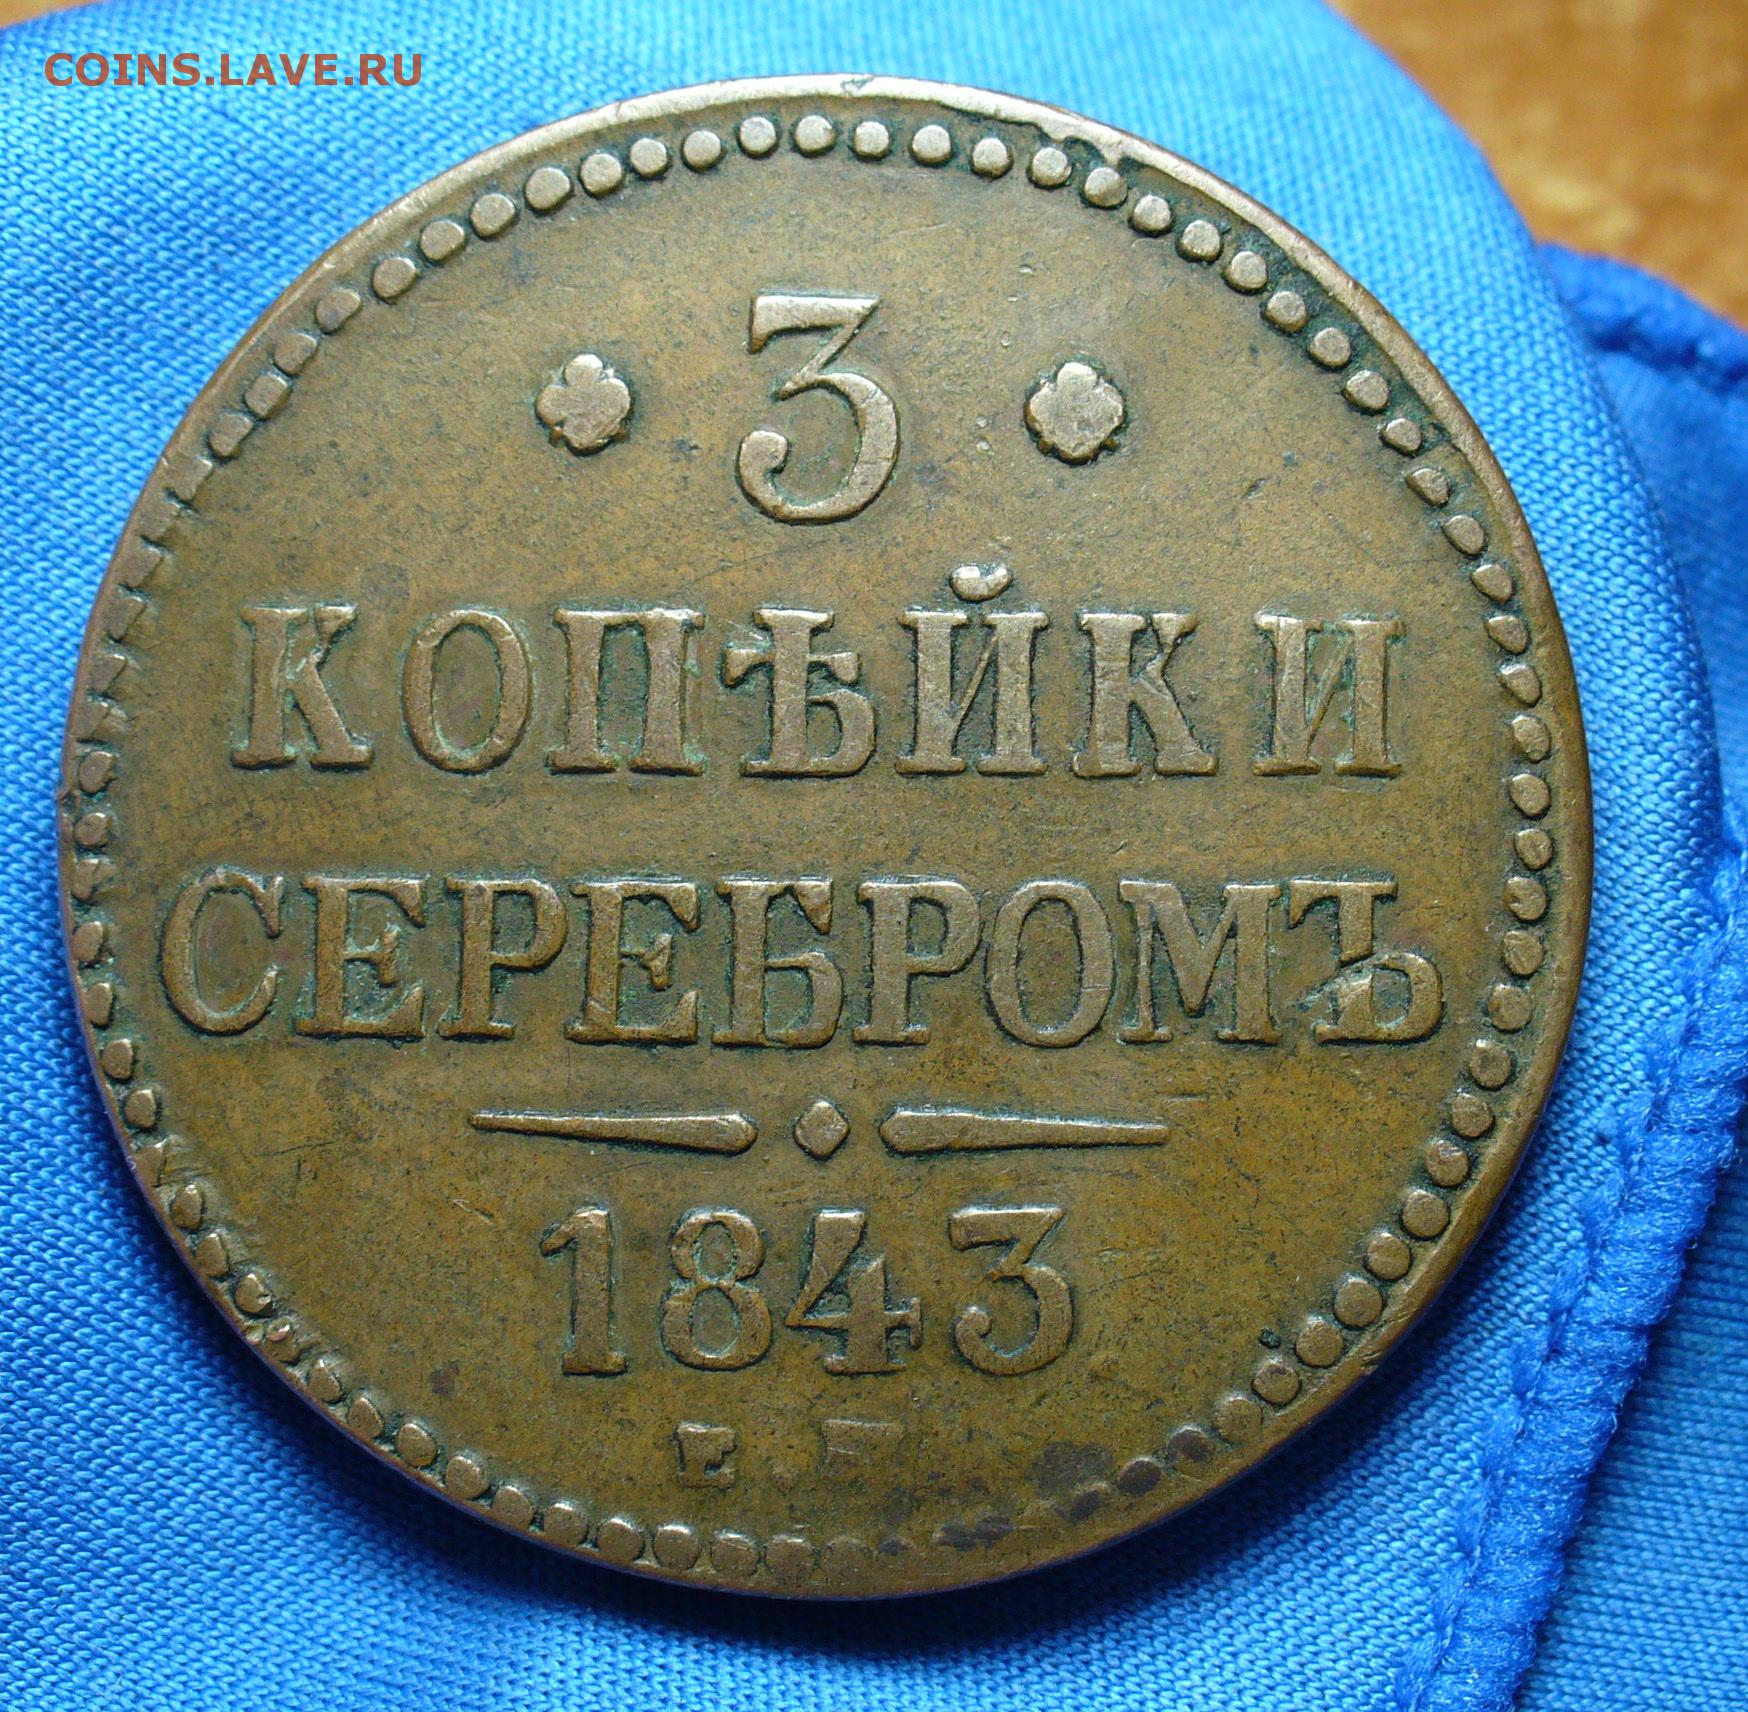 COINS.LAVE.RU
3
КОПѢЙКИ
СЕРЕБРОМЪ
1843
Е.